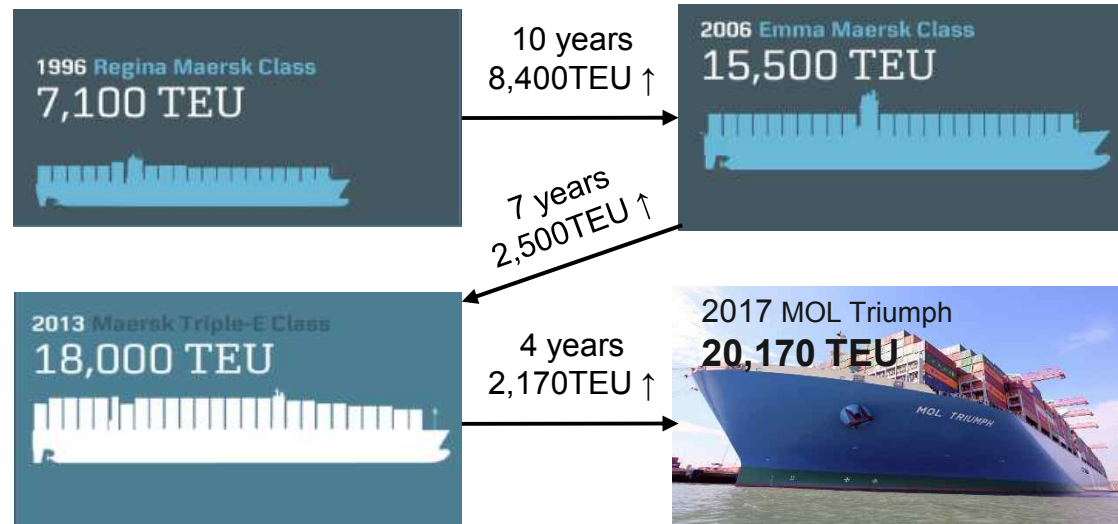 1996 Regina Maersk Class
7,100 TEU
10 years
8,400TEU ↑
2006 Emma Maersk Class
15,500 TEU
7 years
2,500TEU ↑
2013 Maersk Triple-E Class
18,000 TEU
4 years
2,170TEU ↑
2017 MOL Triumph
20,170 TEU
MOL TRIUMPH